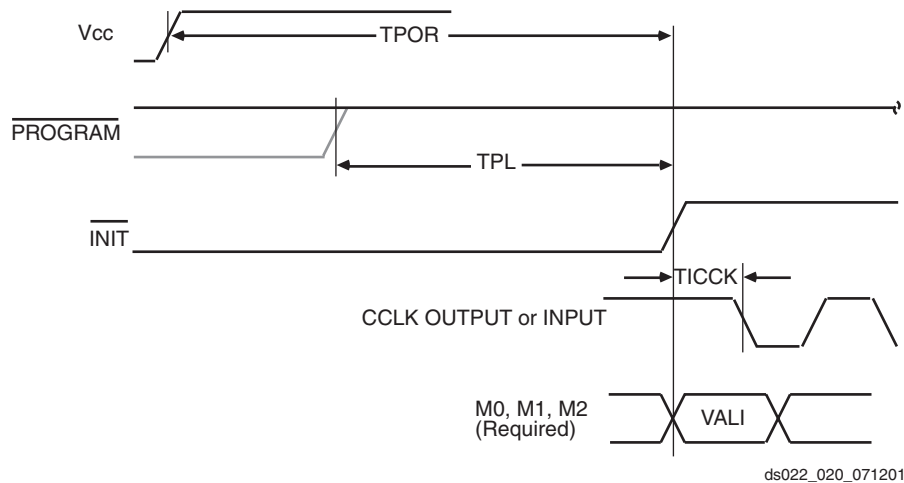 Vcc
TPOR
PROGRAM
TPL
INIT
TICCK
CCLK OUTPUT or INPUT
M0, M1, M2
(Required)
VALI
ds022_020_071201